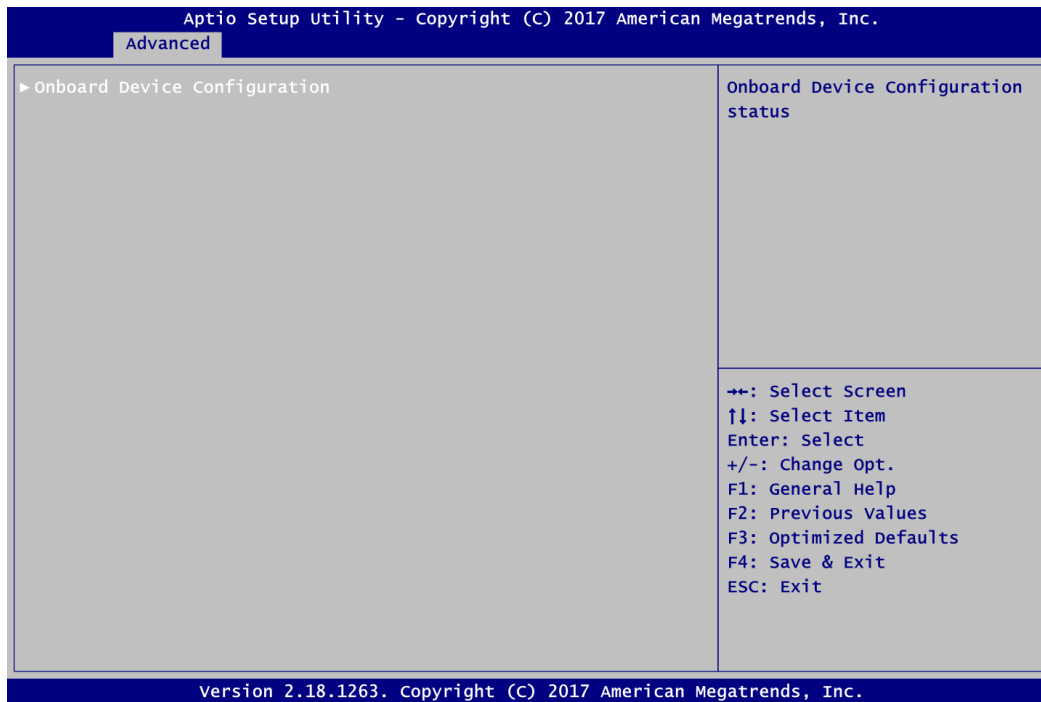 Aptio Setup Utility - Copyright (C) 2017 American Megatrends, Inc.
Advanced
►Onboard Device Configuration
Onboard Device Configuration
status
→←: Select Screen
↑↓: Select Item
Enter: Select
+/-: Change Opt.
F1: General Help
F2: Previous Values
F3: Optimized Defaults
F4: Save & Exit
ESC: Exit
Version 2.18.1263. Copyright (C) 2017 American Megatrends, Inc.